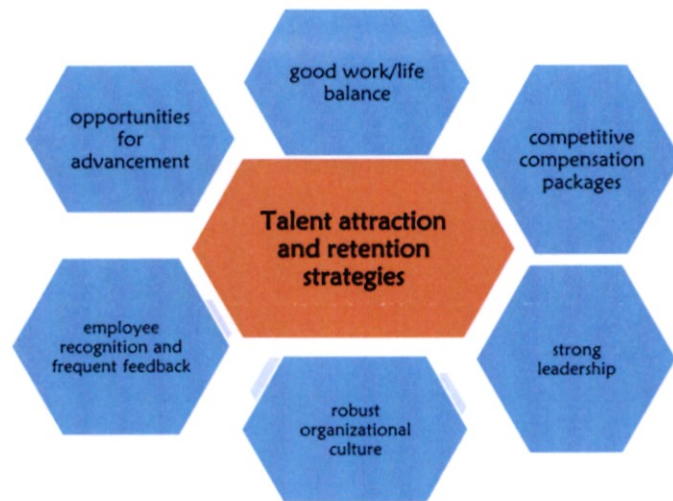 good work/life
balance
opportunities
for
advancement
competitive
compensation
packages
Talent attraction
and retention
strategies
employee
recognition and
frequent feedback
strong
leadership
robust
organizational
culture